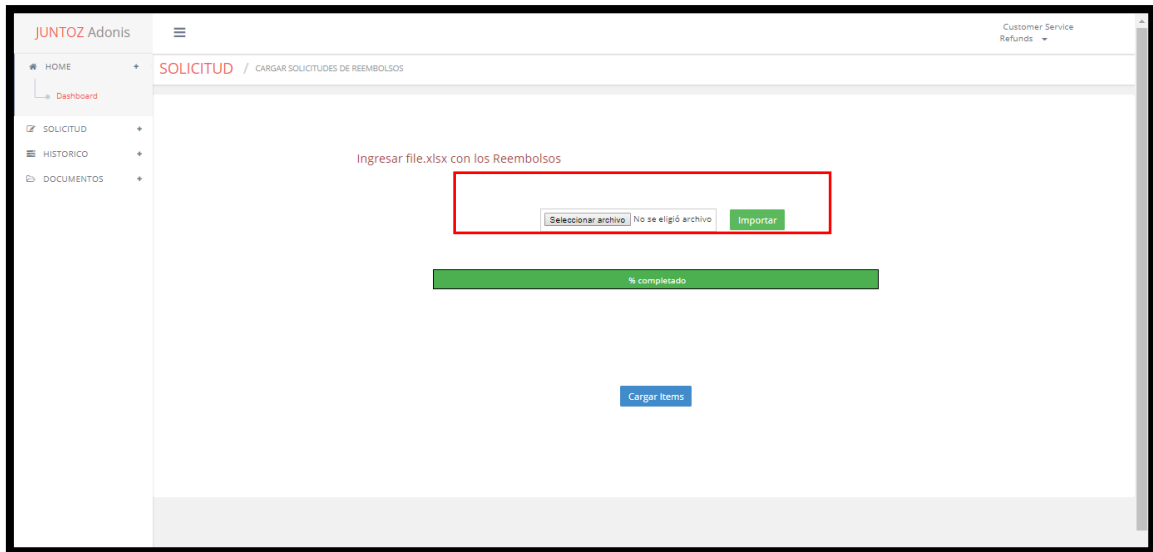 JUNTOZ Adonis
Customer Service
Refunds
HOME +
Dashboard
SOLICITUD +
HISTORICO +
DOCUMENTOS +
SOLICITUD / CARGAR SOLICITUDES DE REEMBOLSOS
Ingresar file.xlsx con los Reembolsos
Seleccionar archivo No se eligió archivo Importar
% completado
Cargar Items